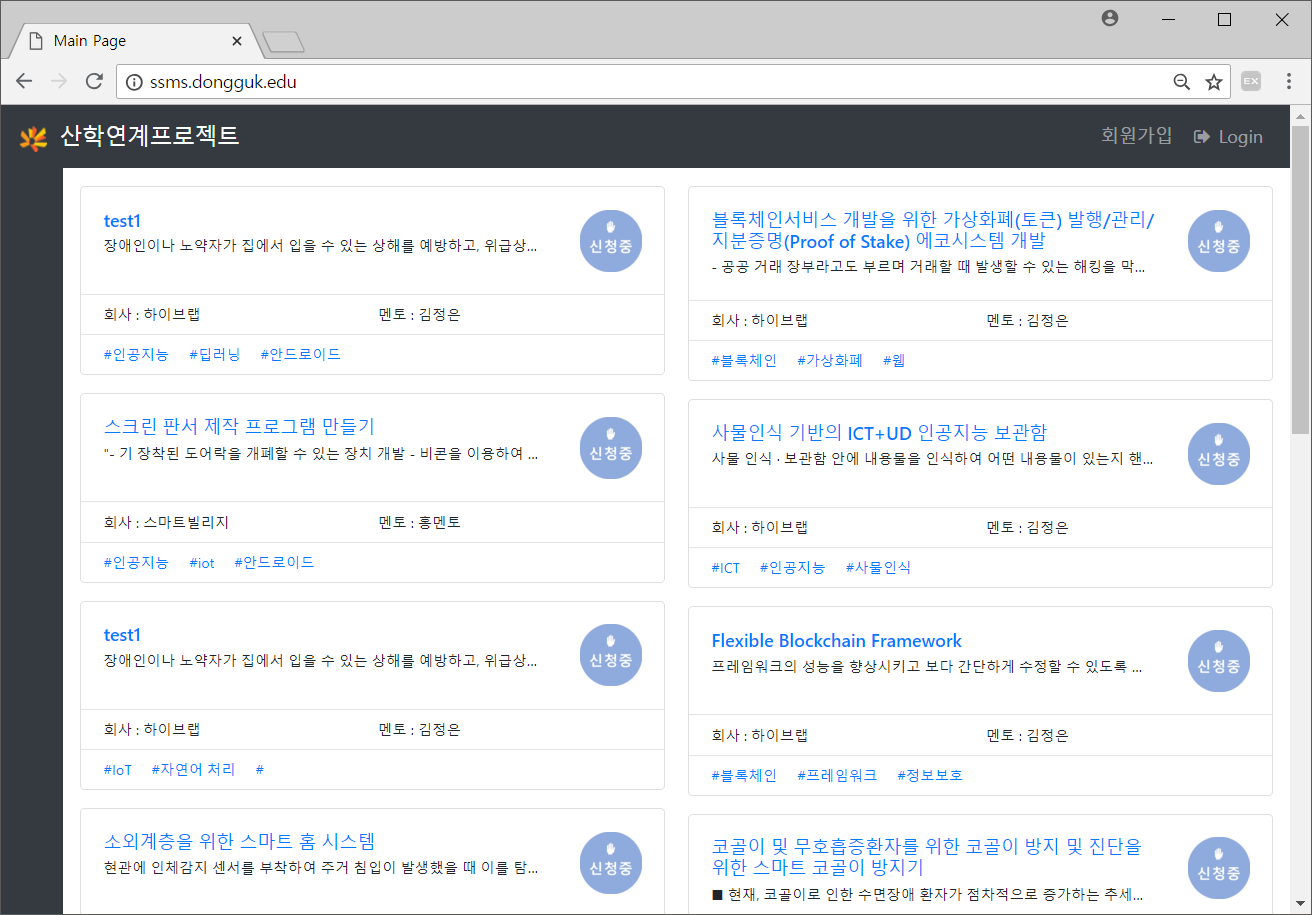 Main Page
ssms.dongguk.edu
EX
산학연계프로젝트
회원가입
Login
test1
장애인이나 노약자가 집에서 입을 수 있는 상해를 예방하고, 위급상...
신청중
회사 : 하이브랩
멘토 : 김정은
#인공지능 #딥러닝 #안드로이드
블록체인서비스 개발을 위한 가상화폐(토큰) 발행/관리/
지분증명(Proof of Stake) 에코시스템 개발
- 공공 거래 장부라고도 부르며 거래할 때 발생할 수 있는 해킹을 막...
신청중
회사 : 하이브랩
멘토 : 김정은
#블록체인 #가상화폐 #웹
스크린 판서 제작 프로그램 만들기
"- 기 장착된 도어락을 개폐할 수 있는 장치 개발 - 비콘을 이용하여 ...
신청중
회사 : 스마트빌리지
멘토 : 홍멘토
#인공지능 #iot #안드로이드
사물인식 기반의 ICT+UD 인공지능 보관함
사물 인식 · 보관함 안에 내용물을 인식하여 어떤 내용물이 있는지 핸...
신청중
회사 : 하이브랩
멘토 : 김정은
#ICT #인공지능 #사물인식
test1
장애인이나 노약자가 집에서 입을 수 있는 상해를 예방하고, 위급상...
신청중
회사 : 하이브랩
멘토 : 김정은
#IoT #자연어 처리 #
Flexible Blockchain Framework
프레임워크의 성능을 향상시키고 보다 간단하게 수정할 수 있도록 ...
신청중
회사 : 하이브랩
멘토 : 김정은
#블록체인 #프레임워크 #정보보호
소외계층을 위한 스마트 홈 시스템
현관에 인체감지 센서를 부착하여 주거 침입이 발생했을 때 이를 탐...
신청중
코골이 및 무호흡증환자를 위한 코골이 방지 및 진단을
위한 스마트 코골이 방지기
■ 현재, 코골이로 인한 수면장애 환자가 점차적으로 증가하는 추세...
신청중